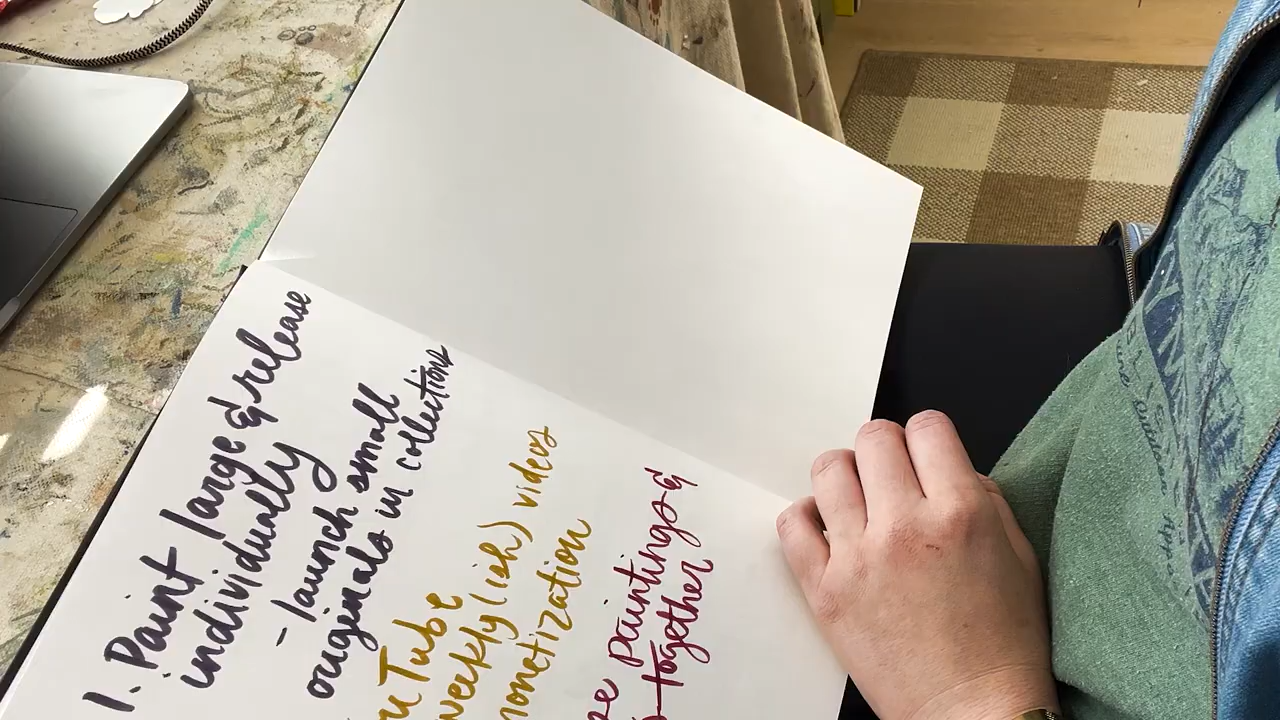 1. Paint large & release
individually
- launch small
originals in collections
Tube
weekly(ish) videos
monetization
paintings &
together